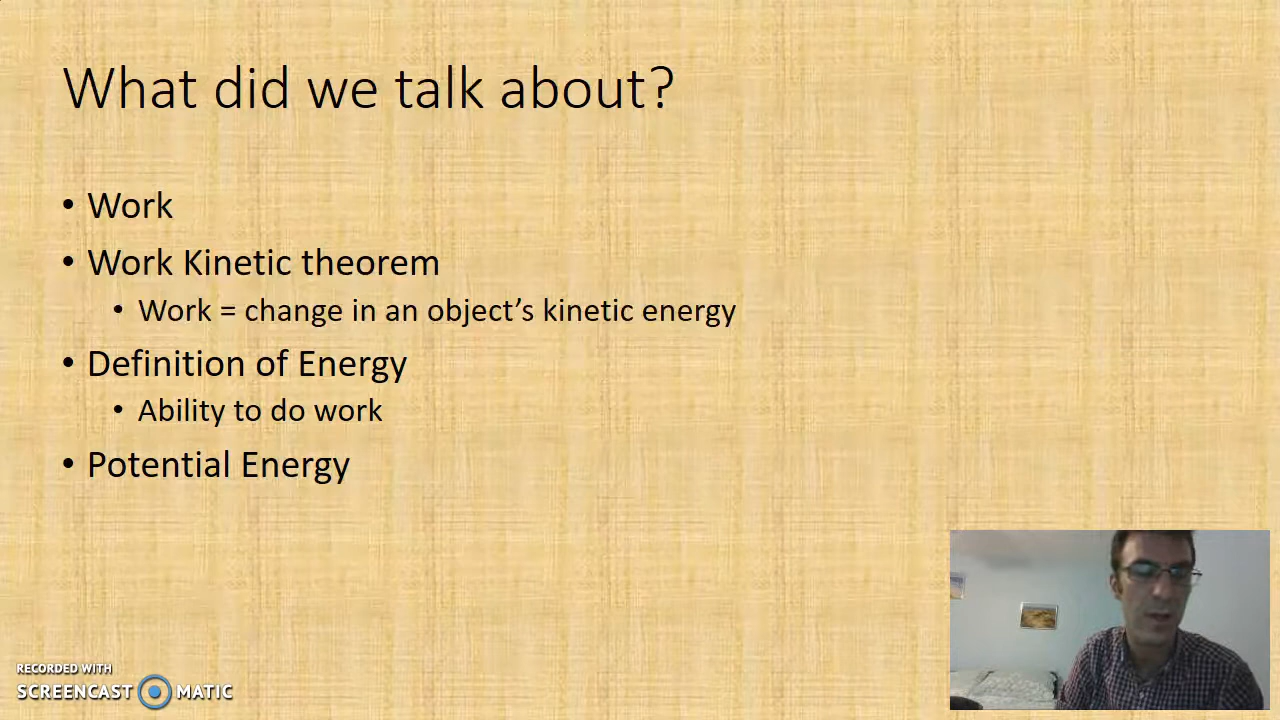 What did we talk about?
• Work
• Work Kinetic theorem
• Work = change in an object’s kinetic energy
• Definition of Energy
• Ability to do work
• Potential Energy
RECORDED WITH
SCREENCAST MATIC